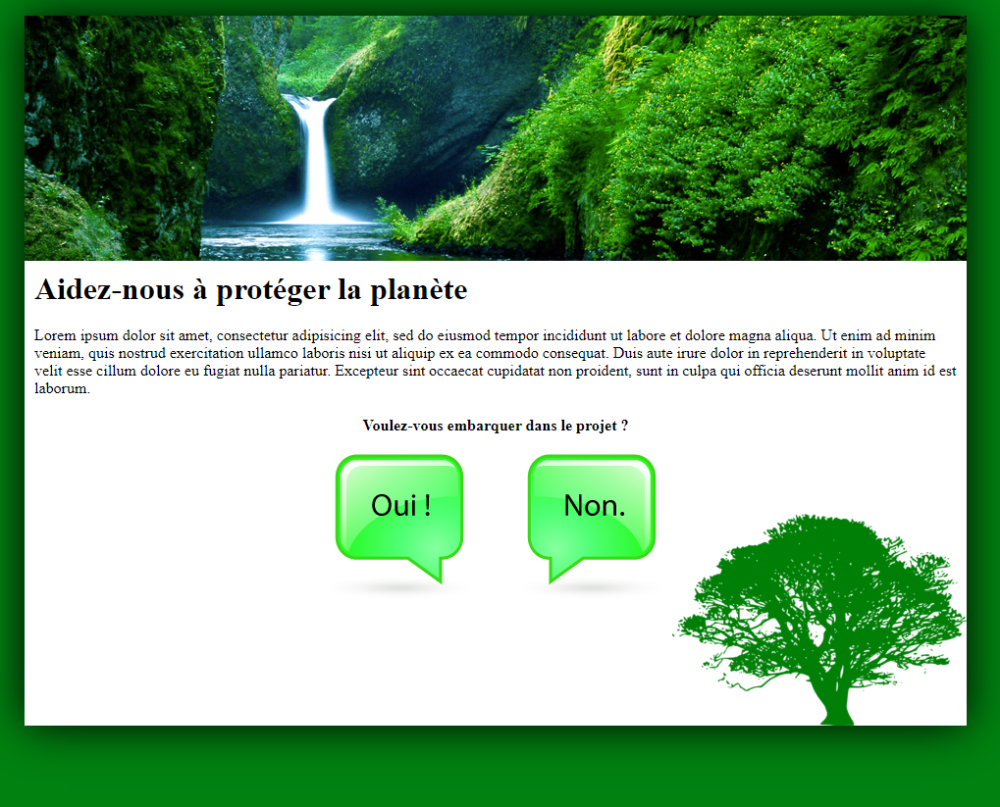 Aidez-nous à protéger la planète
Lorem ipsum dolor sit amet, consectetur adipisicing elit, sed do eiusmod tempor incididunt ut labore et dolore magna aliqua. Ut enim ad minim
veniam, quis nostrud exercitation ullamco laboris nisi ut aliquip ex ea commodo consequat. Duis aute irure dolor in reprehenderit in voluptate
velit esse cillum dolore eu fugiat nulla pariatur. Excepteur sint occaecat cupidatat non proident, sunt in culpa qui officia deserunt mollit anim id est
laborum.
Voulez-vous embarquer dans le projet ?
Oui !
Non.